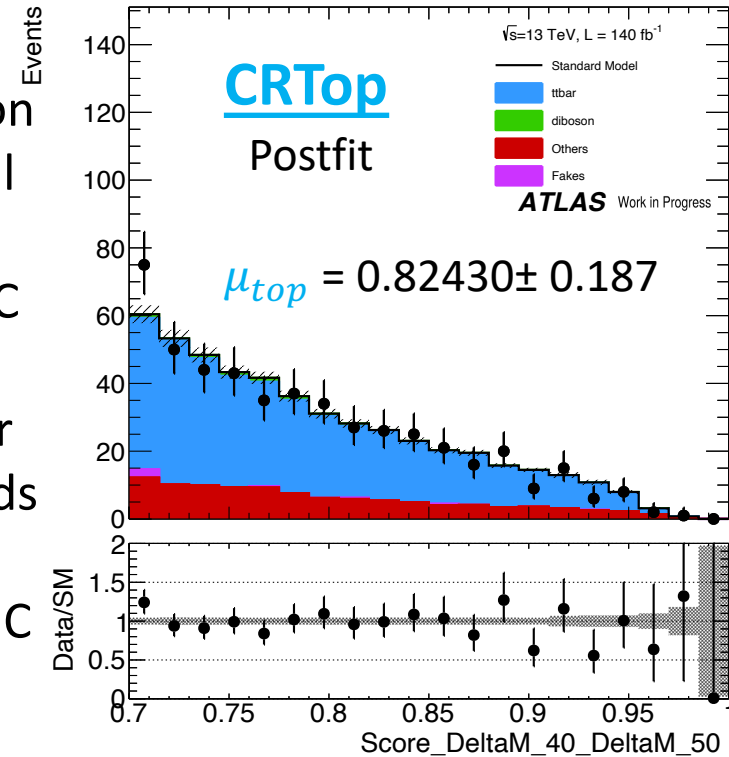 on
l
C
r
ds
C
Events
140
120
100
80
60
40
20
0
CRTop
Postfit
μtop = 0.82430± 0.187
√s=13 TeV, L = 140 fb⁻¹
Standard Model
ttbar
diboson
Others
Fakes
ATLAS Work in Progress
Data/SM
2
1.5
1
0.5
0
0.7 0.75 0.8 0.85 0.9 0.95
Score_DeltaM_40_DeltaM_50